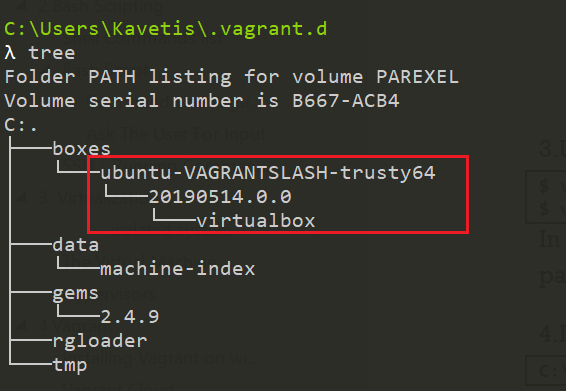 C:\Users\Kavetis\.vagrant.d
λ tree
Folder PATH listing for volume PAREXEL
Volume serial number is B667-ACB4
C:.
├───boxes
│   └───ubuntu-VAGRANTSLASH-trusty64
│       └───20190514.0.0
│           └───virtualbox
├───data
│   └───machine-index
├───gems
│   └───2.4.9
├───rgloader
└───tmp